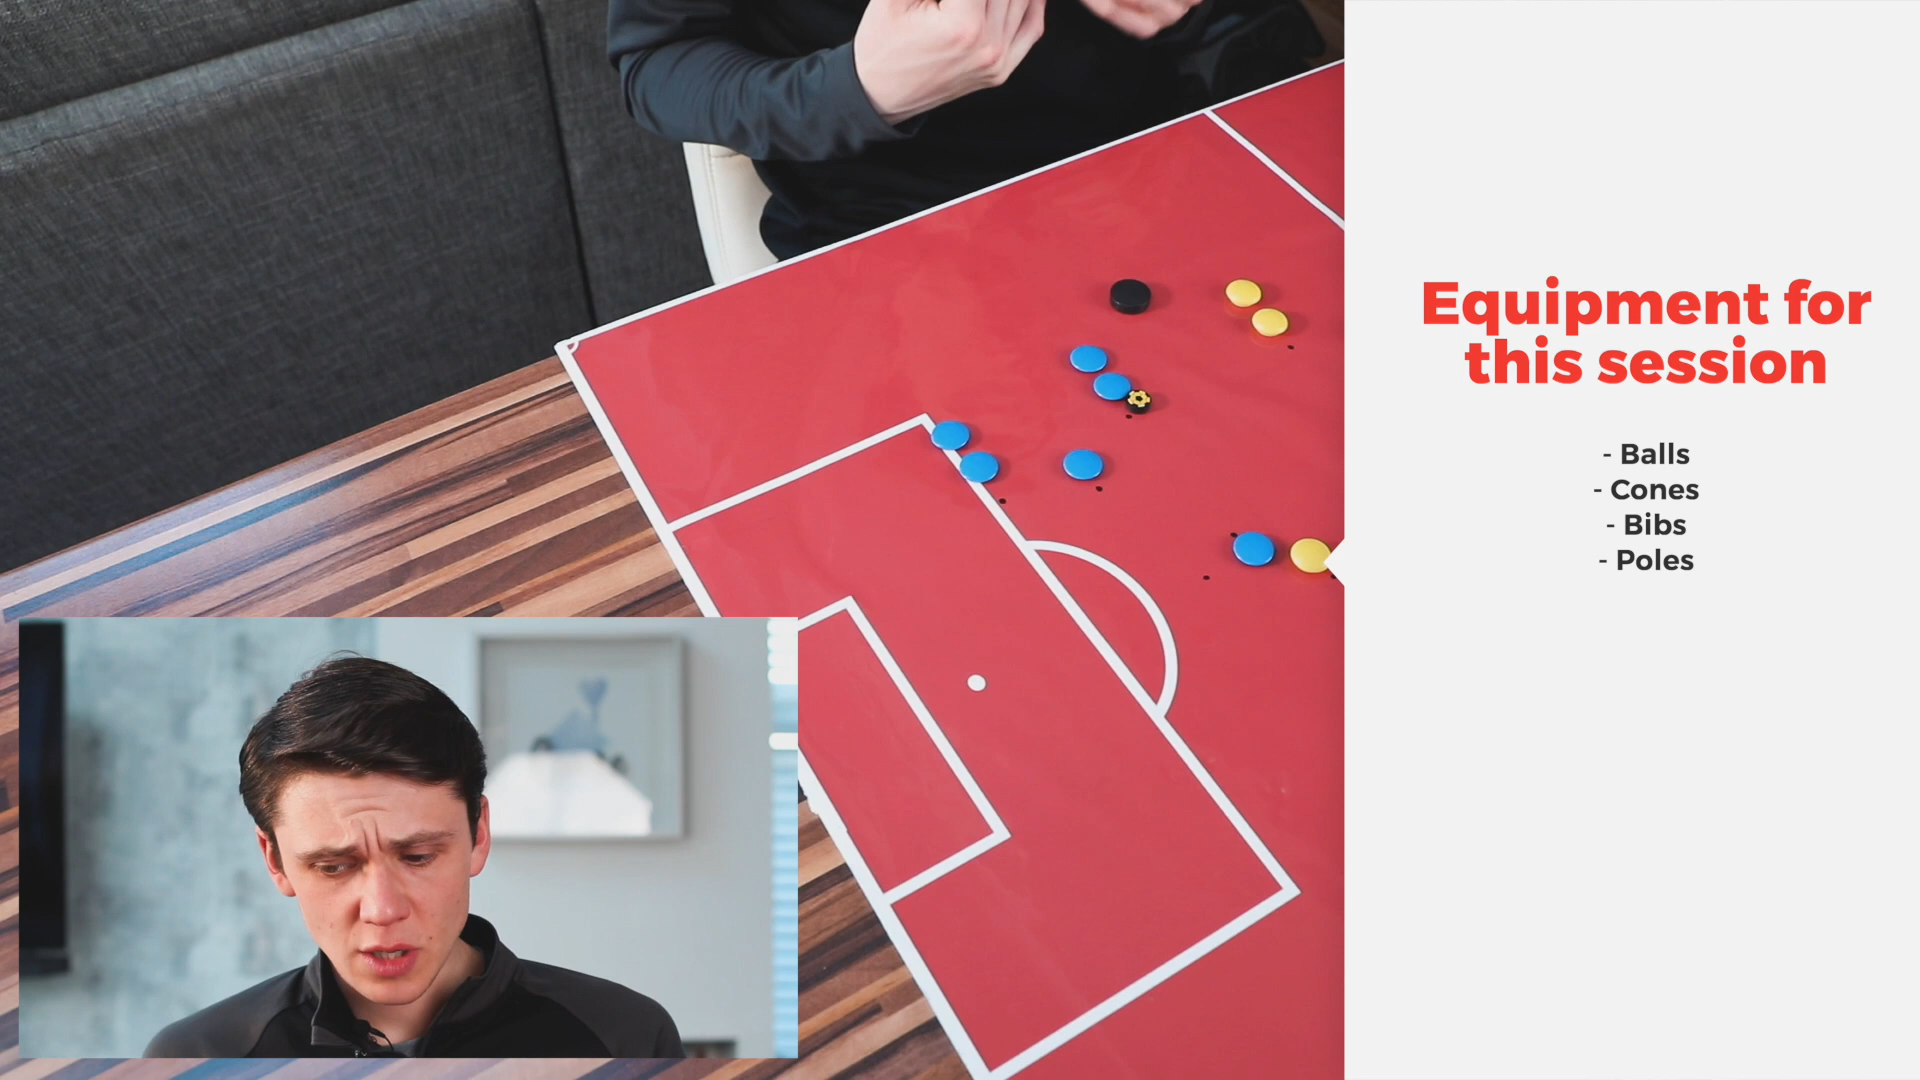 Equipment for
this session
- Balls
- Cones
- Bibs
- Poles